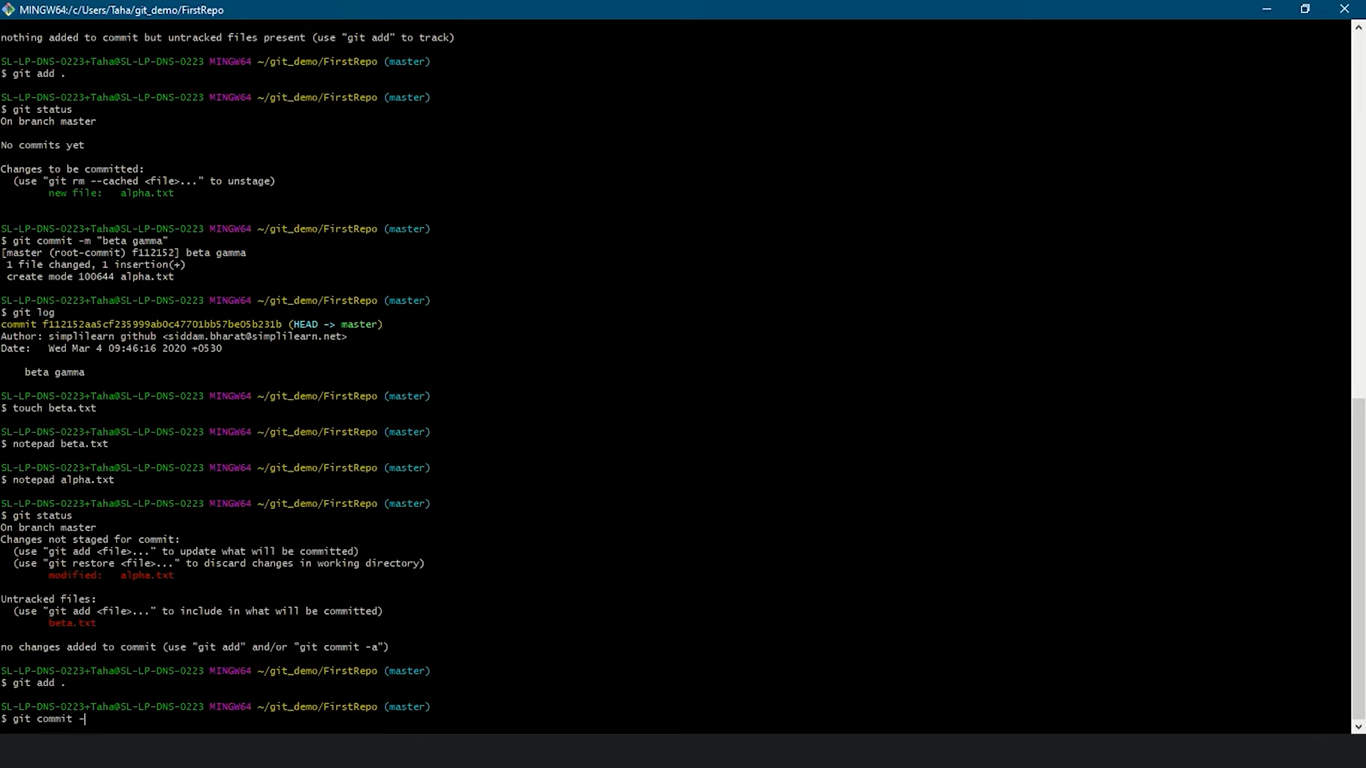 MINGW64:/c/Users/Taha/git_demo/FirstRepo
nothing added to commit but untracked files present (use "git add" to track)
SL-LP-DNS-0223+Taha@SL-LP-DNS-0223 MINGW64 ~/git_demo/FirstRepo (master)
$ git add .
SL-LP-DNS-0223+Taha@SL-LP-DNS-0223 MINGW64 ~/git_demo/FirstRepo (master)
$ git status
On branch master
No commits yet
Changes to be committed:
(use "git rm --cached <file>..." to unstage)
new file: alpha.txt
SL-LP-DNS-0223+Taha@SL-LP-DNS-0223 MINGW64 ~/git_demo/FirstRepo (master)
$ git commit -m "beta gamma"
[master (root-commit) f112152] beta gamma
1 file changed, 1 insertion(+)
create mode 100644 alpha.txt
SL-LP-DNS-0223+Taha@SL-LP-DNS-0223 MINGW64 ~/git_demo/FirstRepo (master)
$ git log
commit f112152aa5cf235999ab0c47701bb57be05b231b (HEAD -> master)
Author: simplilearn github <siddam.bharat@simplilearn.net>
Date: Wed Mar 4 09:46:16 2020 +0530
beta gamma
SL-LP-DNS-0223+Taha@SL-LP-DNS-0223 MINGW64 ~/git_demo/FirstRepo (master)
$ touch beta.txt
SL-LP-DNS-0223+Taha@SL-LP-DNS-0223 MINGW64 ~/git_demo/FirstRepo (master)
$ notepad beta.txt
SL-LP-DNS-0223+Taha@SL-LP-DNS-0223 MINGW64 ~/git_demo/FirstRepo (master)
$ notepad alpha.txt
SL-LP-DNS-0223+Taha@SL-LP-DNS-0223 MINGW64 ~/git_demo/FirstRepo (master)
$ git status
On branch master
Changes not staged for commit:
(use "git add <file>..." to update what will be committed)
(use "git restore <file>..." to discard changes in working directory)
modified: alpha.txt
Untracked files:
(use "git add <file>..." to include in what will be committed)
beta.txt
no changes added to commit (use "git add" and/or "git commit -a")
SL-LP-DNS-0223+Taha@SL-LP-DNS-0223 MINGW64 ~/git_demo/FirstRepo (master)
$ git add .
SL-LP-DNS-0223+Taha@SL-LP-DNS-0223 MINGW64 ~/git_demo/FirstRepo (master)
$ git commit -